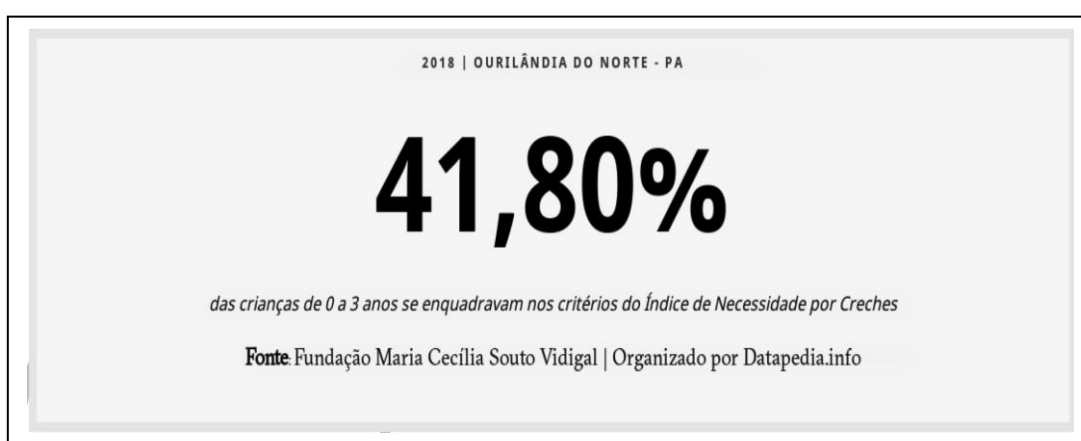 2018 | OURILÂNDIA DO NORTE - PA
41,80%
das crianças de 0 a 3 anos se enquadravam nos critérios do Índice de Necessidade por Creches
Fonte: Fundação Maria Cecília Souto Vidigal | Organizado por Datapedia.info